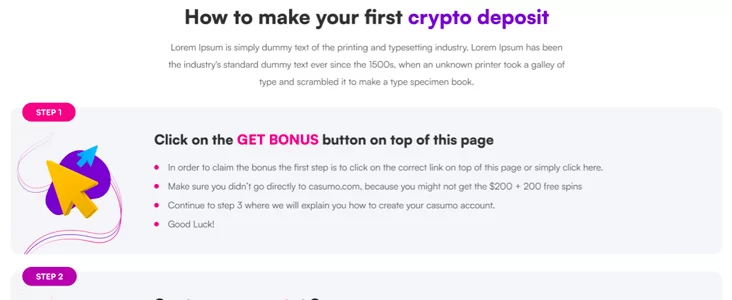 How to make your first crypto deposit
Lorem Ipsum is simply dummy text of the printing and typesetting industry. Lorem Ipsum has been
the industry's standard dummy text ever since the 1500s, when an unknown printer took a galley of
type and scrambled it to make a type specimen book.
STEP 1
Click on the GET BONUS button on top of this page
In order to claim the bonus the first step is to click on the correct link on top of this page or simply click here.
Make sure you didn't go directly to casumo.com, because you might not get the $200 + 200 free spins
Continue to step 3 where we will explain you how to create your casumo account.
Good Luck!
STEP 2